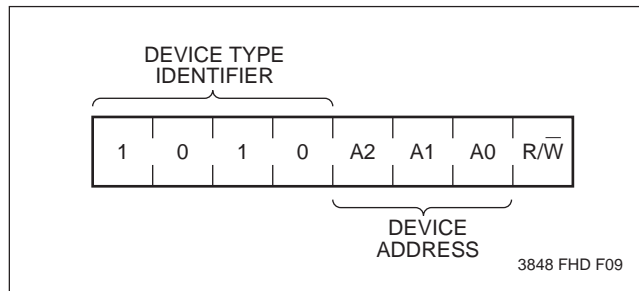 DEVICE TYPE
IDENTIFIER
1 0 1 0 A2 A1 A0 R/W̅
DEVICE
ADDRESS
3848 FHD F09